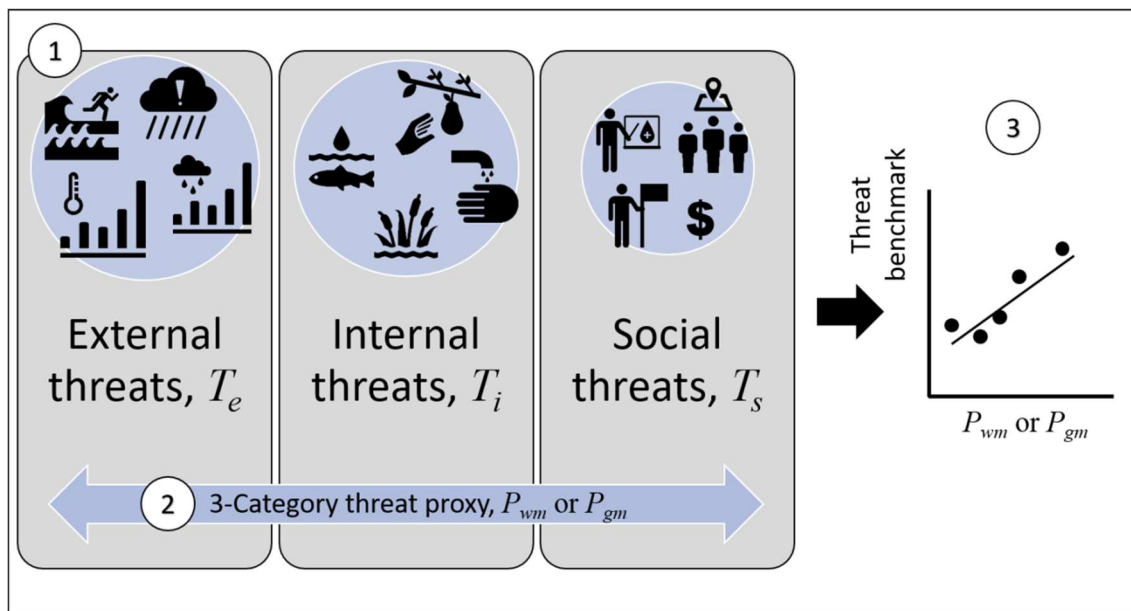 1
External
threats, Te
Internal
threats, Ti
Social
threats, Ts
$
2
3-Category threat proxy, Pwm or Pgm
3
Threat
benchmark
Pwm or Pgm